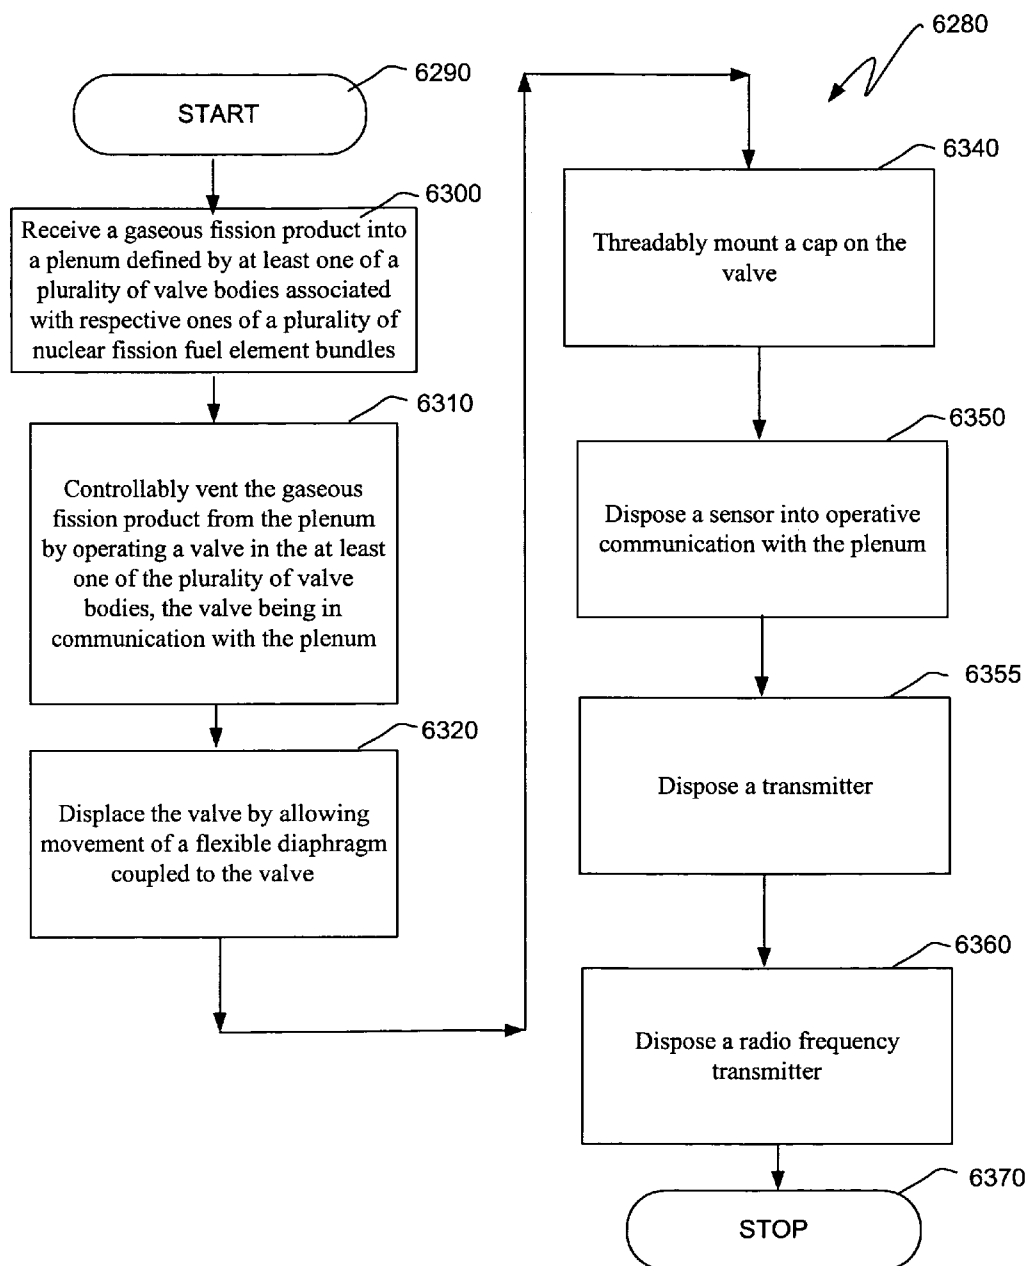 6280
6290
START
6300
Receive a gaseous fission product into
a plenum defined by at least one of a
plurality of valve bodies associated
with respective ones of a plurality of
nuclear fission fuel element bundles
6310
Controllably vent the gaseous
fission product from the plenum
by operating a valve in the at least
one of the plurality of valve
bodies, the valve being in
communication with the plenum
6320
Displace the valve by allowing
movement of a flexible diaphragm
coupled to the valve
6340
Threadably mount a cap on the
valve
6350
Dispose a sensor into operative
communication with the plenum
6355
Dispose a transmitter
6360
Dispose a radio frequency
transmitter
6370
STOP